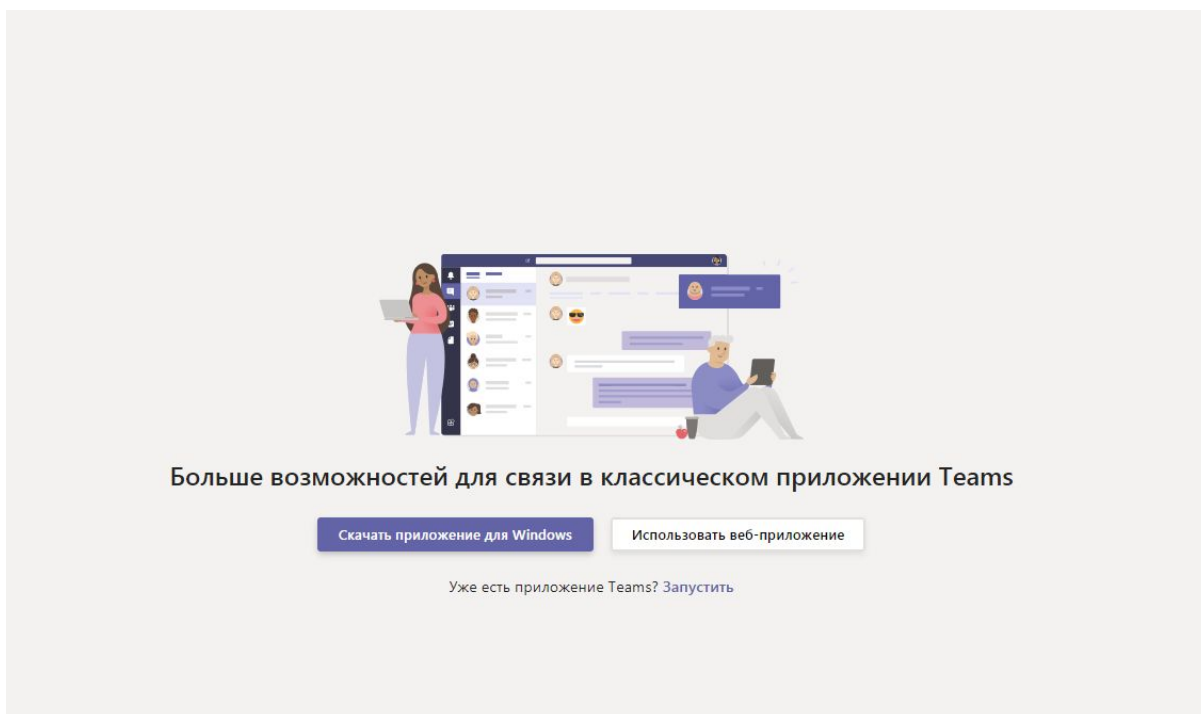 Больше возможностей для связи в классическом приложении Teams
Скачать приложение для Windows
Использовать веб-приложение
Уже есть приложение Teams? Запустить